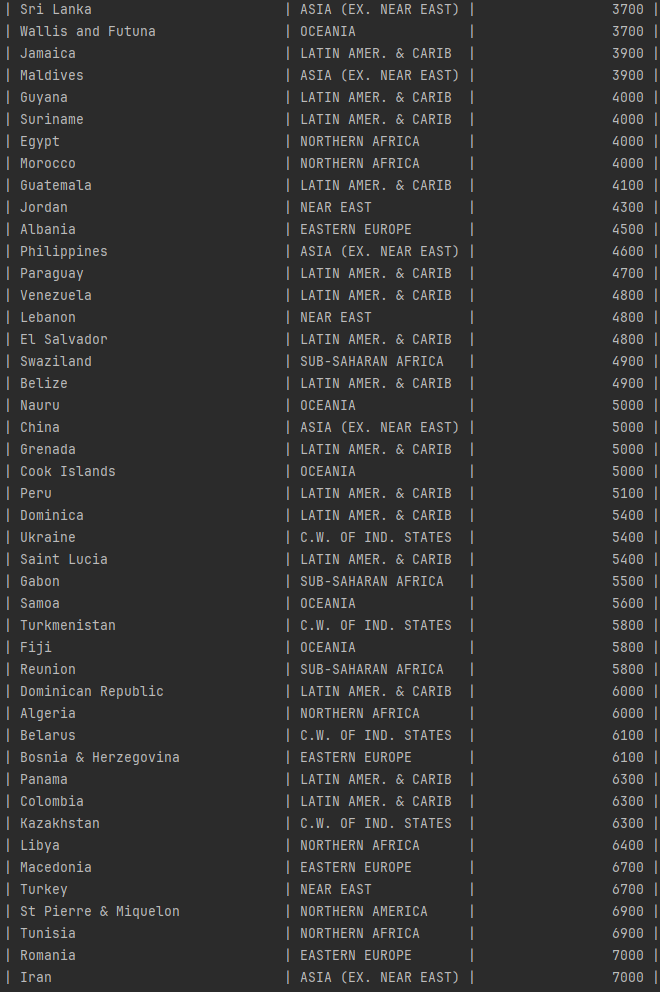 | Sri Lanka | ASIA (EX. NEAR EAST) | 3700 |
| Wallis and Futuna | OCEANIA | 3700 |
| Jamaica | LATIN AMER. & CARIB | 3900 |
| Maldives | ASIA (EX. NEAR EAST) | 3900 |
| Guyana | LATIN AMER. & CARIB | 4000 |
| Suriname | LATIN AMER. & CARIB | 4000 |
| Egypt | NORTHERN AFRICA | 4000 |
| Morocco | NORTHERN AFRICA | 4000 |
| Guatemala | LATIN AMER. & CARIB | 4100 |
| Jordan | NEAR EAST | 4300 |
| Albania | EASTERN EUROPE | 4500 |
| Philippines | ASIA (EX. NEAR EAST) | 4600 |
| Paraguay | LATIN AMER. & CARIB | 4700 |
| Venezuela | LATIN AMER. & CARIB | 4800 |
| Lebanon | NEAR EAST | 4800 |
| El Salvador | LATIN AMER. & CARIB | 4800 |
| Swaziland | SUB-SAHARAN AFRICA | 4900 |
| Belize | LATIN AMER. & CARIB | 4900 |
| Nauru | OCEANIA | 5000 |
| China | ASIA (EX. NEAR EAST) | 5000 |
| Grenada | LATIN AMER. & CARIB | 5000 |
| Cook Islands | OCEANIA | 5000 |
| Peru | LATIN AMER. & CARIB | 5100 |
| Dominica | LATIN AMER. & CARIB | 5400 |
| Ukraine | C.W. OF IND. STATES | 5400 |
| Saint Lucia | LATIN AMER. & CARIB | 5400 |
| Gabon | SUB-SAHARAN AFRICA | 5500 |
| Samoa | OCEANIA | 5600 |
| Turkmenistan | C.W. OF IND. STATES | 5800 |
| Fiji | OCEANIA | 5800 |
| Reunion | SUB-SAHARAN AFRICA | 5800 |
| Dominican Republic | LATIN AMER. & CARIB | 6000 |
| Algeria | NORTHERN AFRICA | 6000 |
| Belarus | C.W. OF IND. STATES | 6100 |
| Bosnia & Herzegovina | EASTERN EUROPE | 6100 |
| Panama | LATIN AMER. & CARIB | 6300 |
| Colombia | LATIN AMER. & CARIB | 6300 |
| Kazakhstan | C.W. OF IND. STATES | 6300 |
| Libya | NORTHERN AFRICA | 6400 |
| Macedonia | EASTERN EUROPE | 6700 |
| Turkey | NEAR EAST | 6700 |
| St Pierre & Miquelon | NORTHERN AMERICA | 6900 |
| Tunisia | NORTHERN AFRICA | 6900 |
| Romania | EASTERN EUROPE | 7000 |
| Iran | ASIA (EX. NEAR EAST) | 7000 |